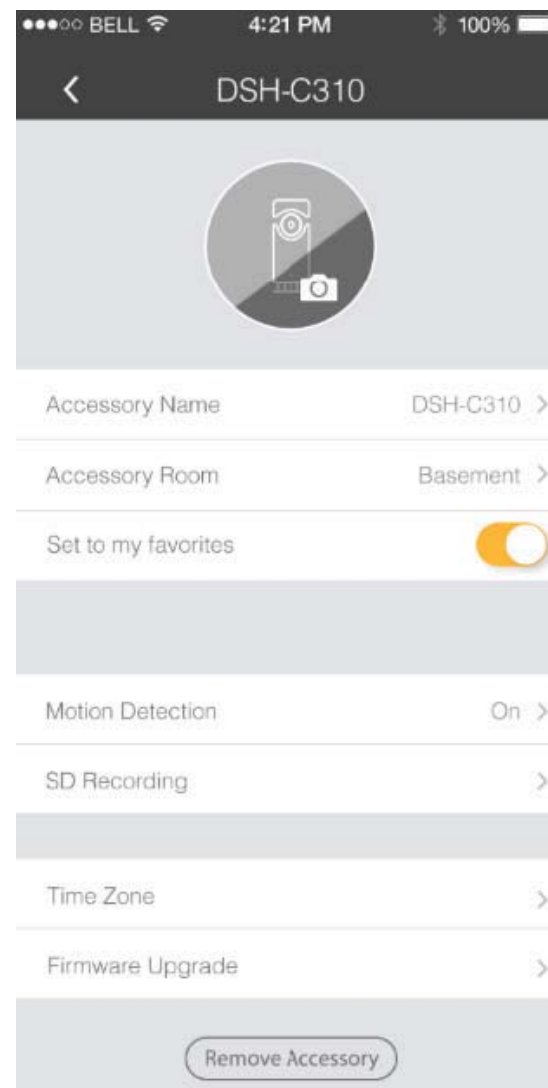 ●●●○○ BELL 4:21 PM 100%
< DSH-C310
Accessory Name DSH-C310 >
Accessory Room Basement >
Set to my favorites
Motion Detection On >
SD Recording >
Time Zone >
Firmware Upgrade >
Remove Accessory